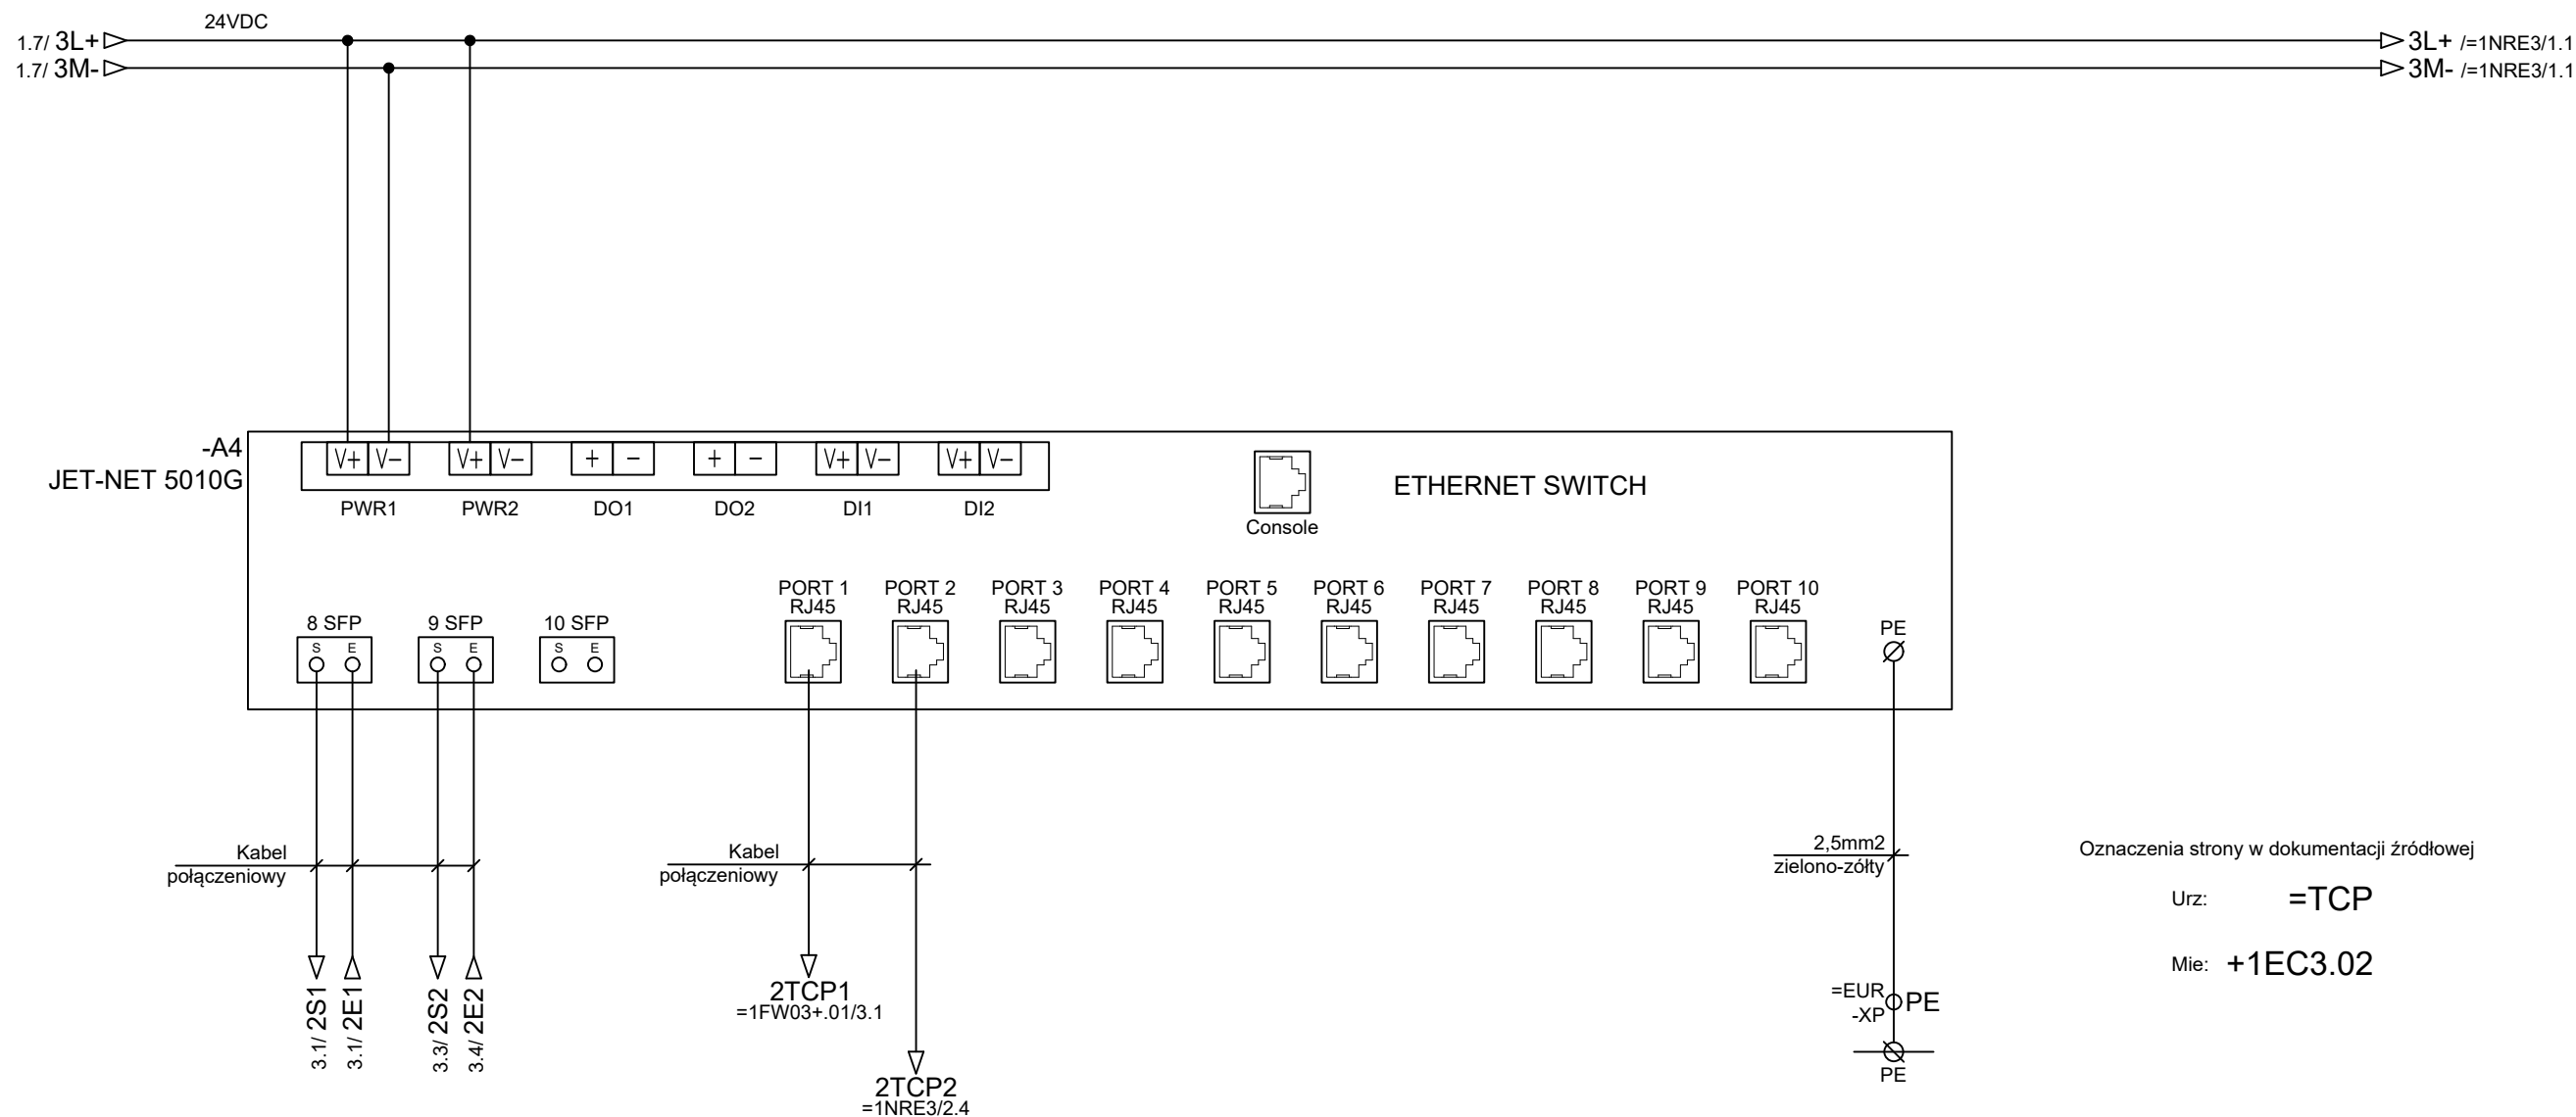 24VDC
1.7/ 3L+
3L+ /=1NRE3/1.1
1.7/ 3M-
3M- /=1NRE3/1.1
-A4
JET-NET 5010G
V+ V- V+ V- + - + - V+ V- V+ V-
PWR1 PWR2 DO1 DO2 DI1 DI2
Console
ETHERNET SWITCH
8 SFP
S E
9 SFP
S E
10 SFP
S E
PORT 1
RJ45
PORT 2
RJ45
PORT 3
RJ45
PORT 4
RJ45
PORT 5
RJ45
PORT 6
RJ45
PORT 7
RJ45
PORT 8
RJ45
PORT 9
RJ45
PORT 10
RJ45
PE
Kabel
połączeniowy
Kabel
połączeniowy
2,5mm2
zielono-zółty
Oznaczenia strony w dokumentacji źródłowej
Urz: =TCP
Mie: +1EC3.02
3.1/ 2S1
3.1/ 2E1
3.3/ 2S2
3.4/ 2E2
2TCP1
=1FW03+.01/3.1
2TCP2
=1NRE3/2.4
=EUR
-XP
PE
PE